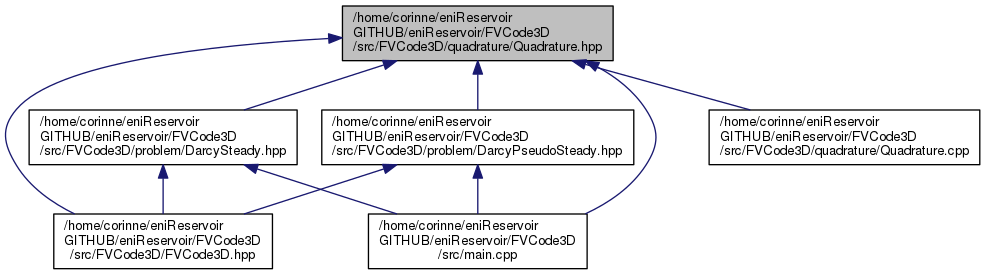 /home/corinne/eniReservoir
GITHUB/eniReservoir/FVCode3D
/src/FVCode3D/quadrature/Quadrature.hpp
/home/corinne/eniReservoir
GITHUB/eniReservoir/FVCode3D
/src/FVCode3D/problem/DarcySteady.hpp
/home/corinne/eniReservoir
GITHUB/eniReservoir/FVCode3D
/src/FVCode3D/problem/DarcyPseudoSteady.hpp
/home/corinne/eniReservoir
GITHUB/eniReservoir/FVCode3D
/src/FVCode3D/quadrature/Quadrature.cpp
/home/corinne/eniReservoir
GITHUB/eniReservoir/FVCode3D
/src/FVCode3D/FVCode3D.hpp
/home/corinne/eniReservoir
GITHUB/eniReservoir/FVCode3D
/src/main.cpp